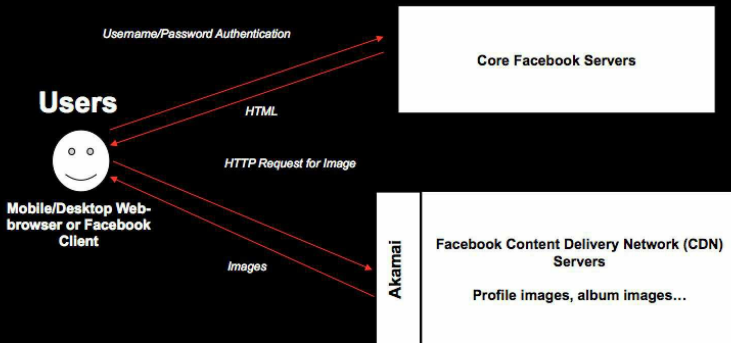 Username/Password Authentication
Core Facebook Servers
Users
HTML
HTTP Request for Image
Mobile/Desktop Web-
browser or Facebook
Client
Images
Akamai
Facebook Content Delivery Network (CDN)
Servers
Profile images, album images...